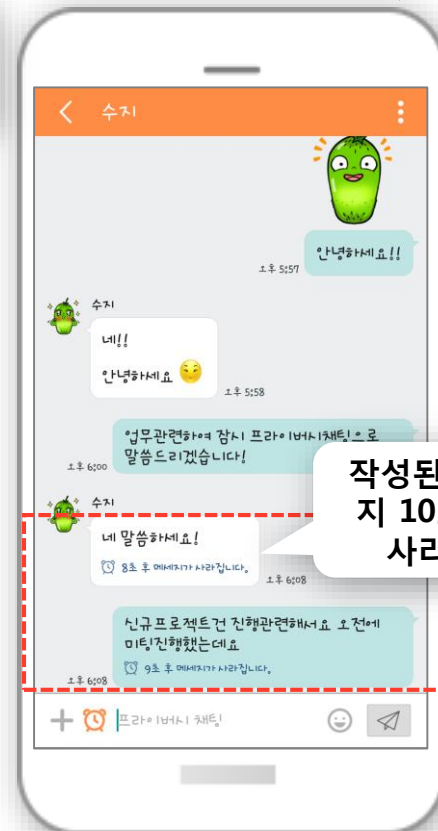 수지
안녕하세요!!
오후 5:57
수지
네!!
안녕하세요
오후 5:58
업무관련하여 잠시 프라이버시채팅으로
말씀드리겠습니다!
오후 6:00
작성된
지 10
사라
수지
네 말씀하세요!
8초 후 메세지가 사라집니다.
오후 6:08
신규프로젝트건 진행관련해서요 오전에
미팅진행했는데요
9초 후 메세지가 사라집니다.
오후 6:08
프라이버시 채팅!